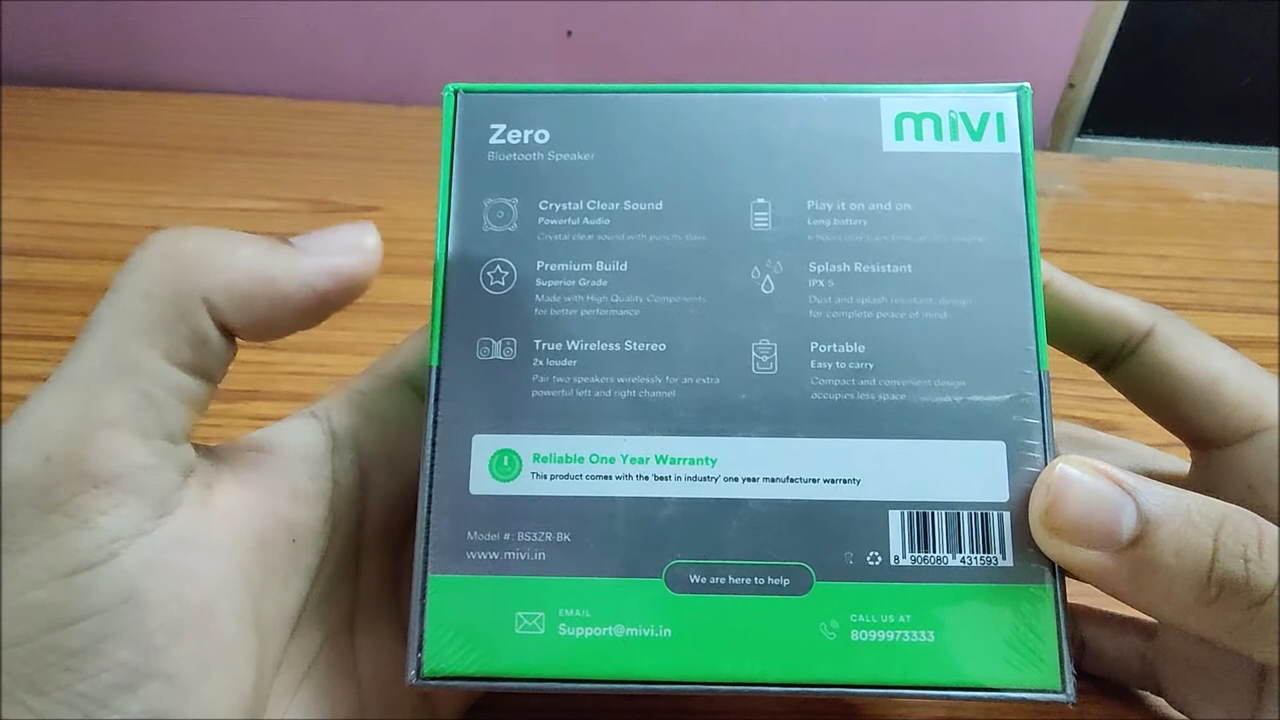 Zero
Bluetooth Speaker
mivi
Crystal Clear Sound
Powerful Audio
Crystal clear sound with punchy bass
Play it on and on
Long battery
Premium Build
Superior Grade
Made with High Quality Components
for better performance
Splash Resistant
IPX 5
Dust and splash resistant, design
for complete peace of mind
True Wireless Stereo
2x louder
Pair two speakers wirelessly for an extra
powerful left and right channel
Portable
Easy to carry
Compact and convenient design
occupies less space
Reliable One Year Warranty
This product comes with the 'best in industry' one year manufacturer warranty
Model #: BS3ZR-BK
www.mivi.in
8 906080 431593
We are here to help
EMAIL
Support@mivi.in
CALL US AT
8099973333